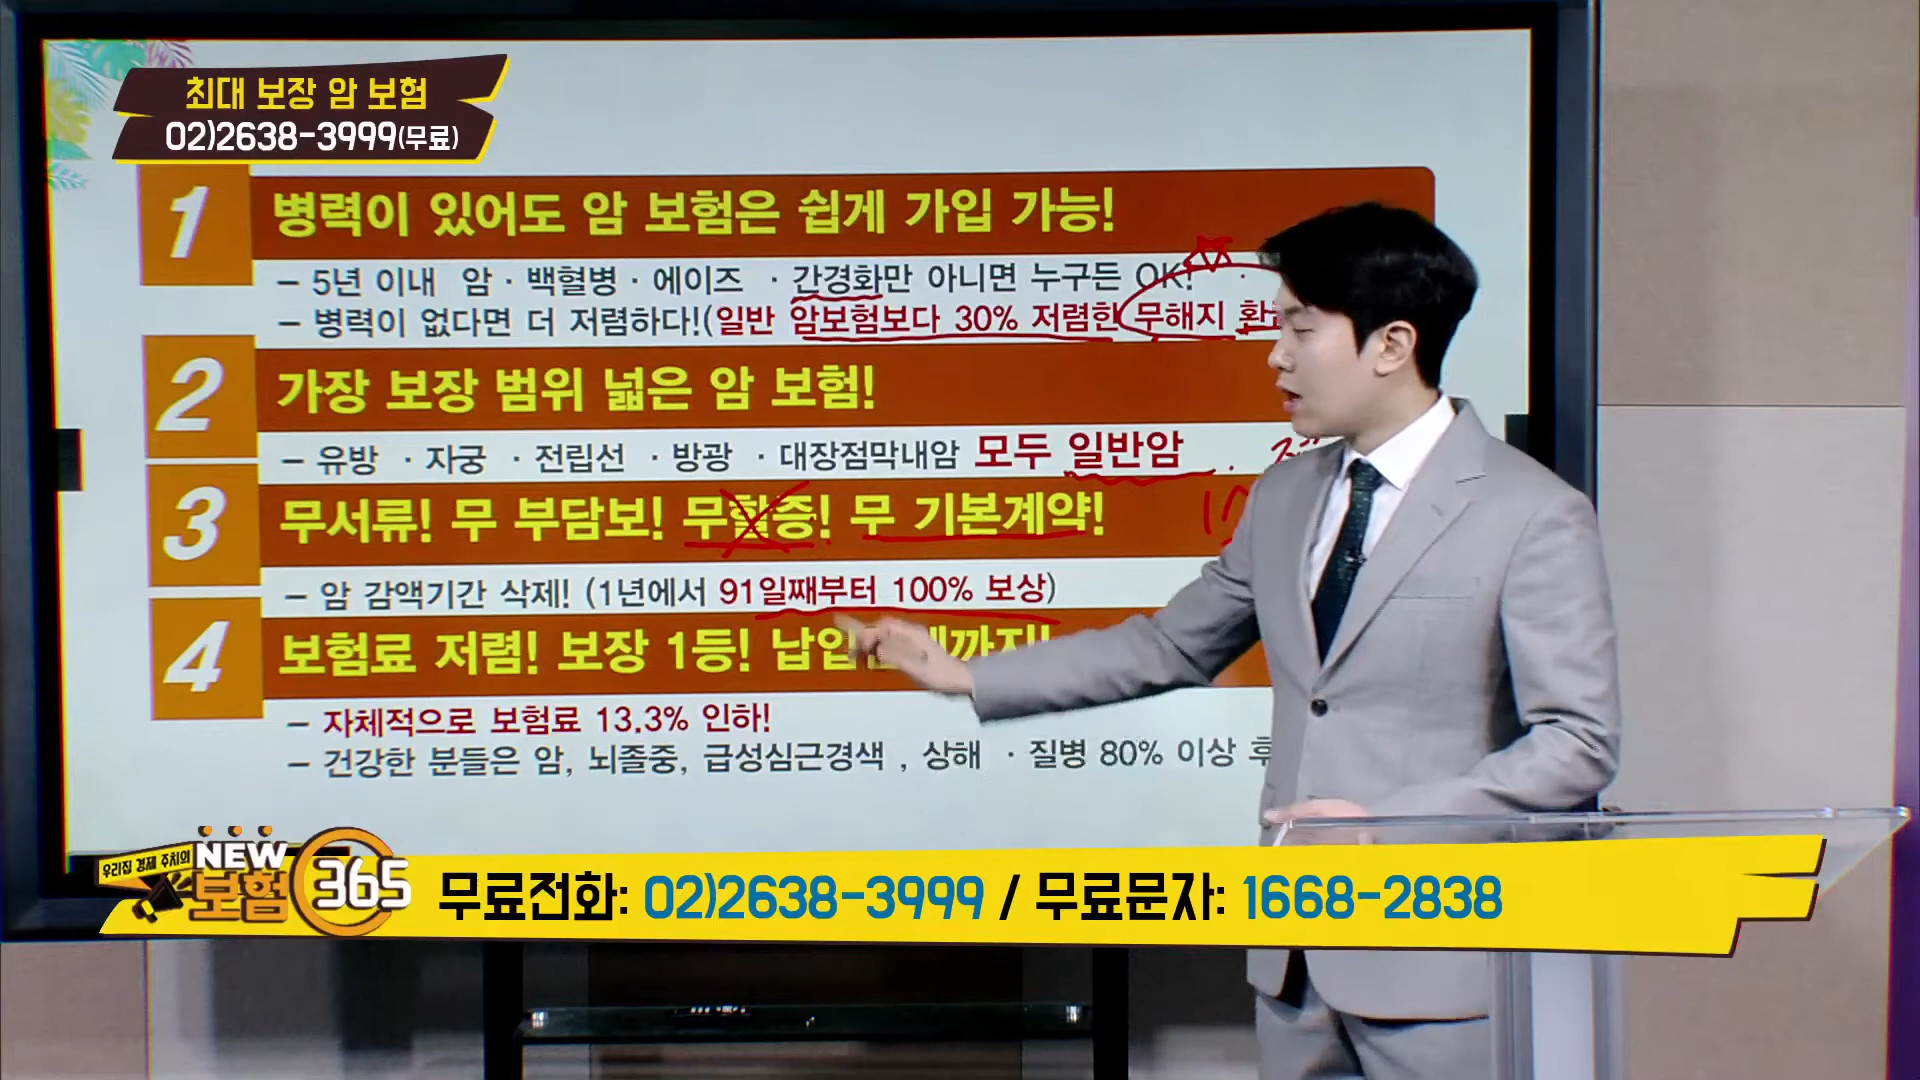 최대 보장 암 보험
02)2638-3999(무료)
1 병력이 있어도 암 보험은 쉽게 가입 가능!
- 5년 이내 암 · 백혈병 · 에이즈 · 간경화만 아니면 누구든 OK!
- 병력이 없다면 더 저렴하다!(일반 암보험보다 30% 저렴한 무해지
2 가장 보장 범위 넓은 암 보험!
- 유방 · 자궁 · 전립선 · 방광 · 대장점막내암 모두 일반암
3 무서류! 무 부담보! 무할증! 무 기본계약!
- 암 감액기간 삭제! (1년에서 91일째부터 100% 보상)
4 보험료 저렴! 보장 1등!
- 자체적으로 보험료 13.3% 인하!
- 건강한 분들은 암, 뇌졸중, 급성심근경색 , 상해 · 질병 80% 이상
우리집 경제 주치의
NEW
보험 365
무료전화: 02)2638-3999 / 무료문자: 1668-2838